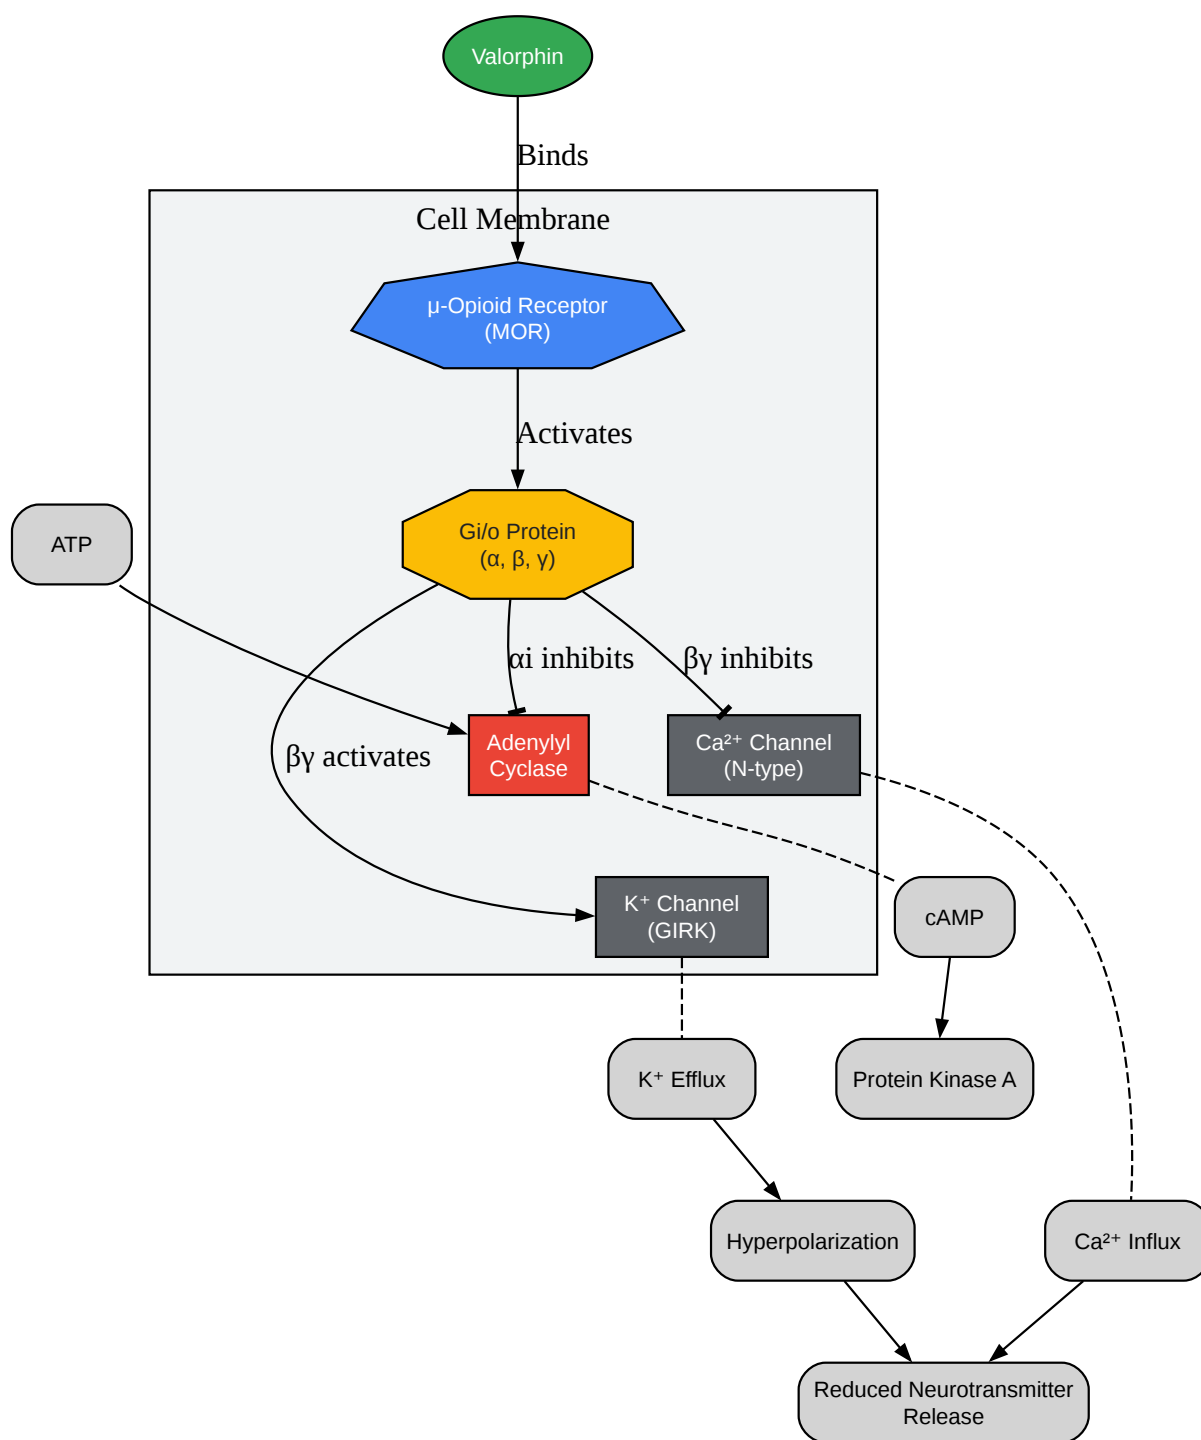 Valorphin
Binds
Cell Membrane
μ-Opioid Receptor
(MOR)
Activates
ATP
Gi/o Protein
(α, β, γ)
αi inhibits
βγ inhibits
βγ activates
Adenylyl
Cyclase
Ca²⁺ Channel
(N-type)
K⁺ Channel
(GIRK)
cAMP
K⁺ Efflux
Protein Kinase A
Hyperpolarization
Ca²⁺ Influx
Reduced Neurotransmitter
Release